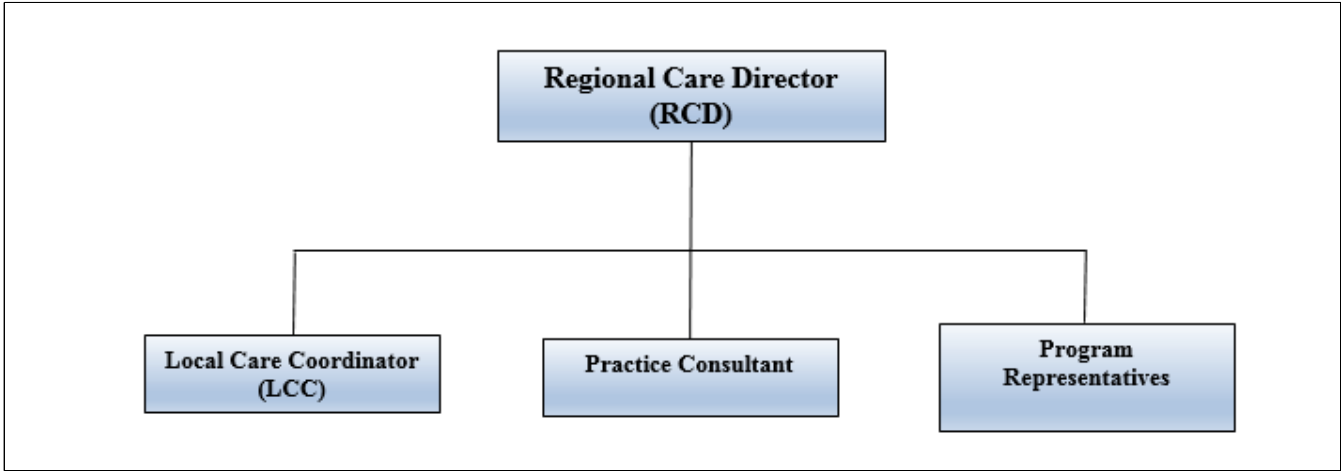 Regional Care Director
(RCD)
Local Care Coordinator
(LCC)
Practice Consultant
Program
Representatives